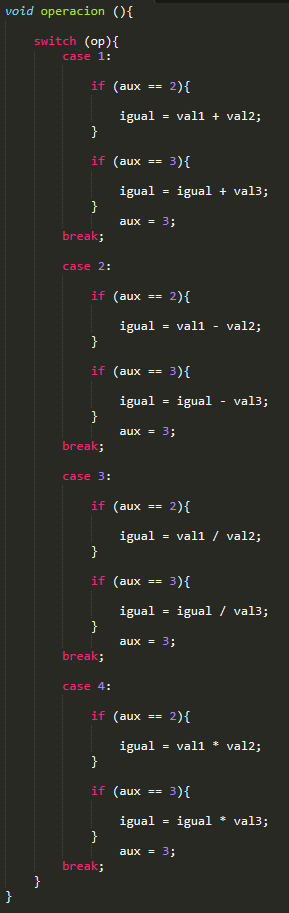 void operacion (){
switch (op){
case 1:
if (aux == 2){
igual = val1 + val2;
}
if (aux == 3){
igual = igual + val3;
}
aux = 3;
break;
case 2:
if (aux == 2){
igual = val1 - val2;
}
if (aux == 3){
igual = igual - val3;
}
aux = 3;
break;
case 3:
if (aux == 2){
igual = val1 / val2;
}
if (aux == 3){
igual = igual / val3;
}
aux = 3;
break;
case 4:
if (aux == 2){
igual = val1 * val2;
}
if (aux == 3){
igual = igual * val3;
}
aux = 3;
break;
}
}